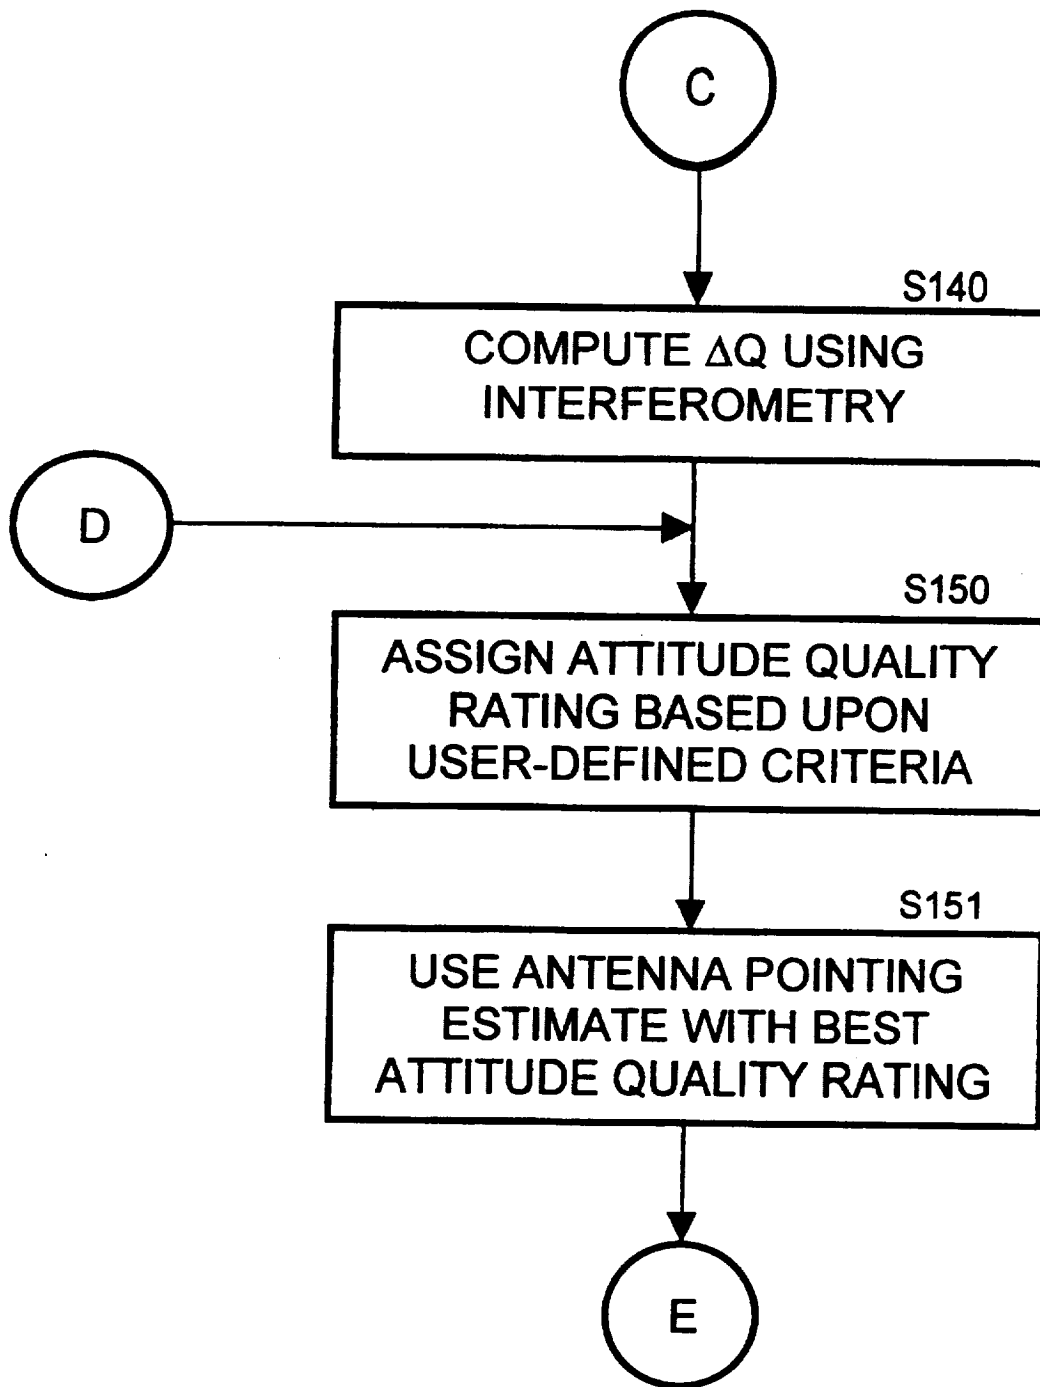 C
S140
COMPUTE ΔQ USING
INTERFEROMETRY
D
S150
ASSIGN ATTITUDE QUALITY
RATING BASED UPON
USER-DEFINED CRITERIA
S151
USE ANTENNA POINTING
ESTIMATE WITH BEST
ATTITUDE QUALITY RATING
E